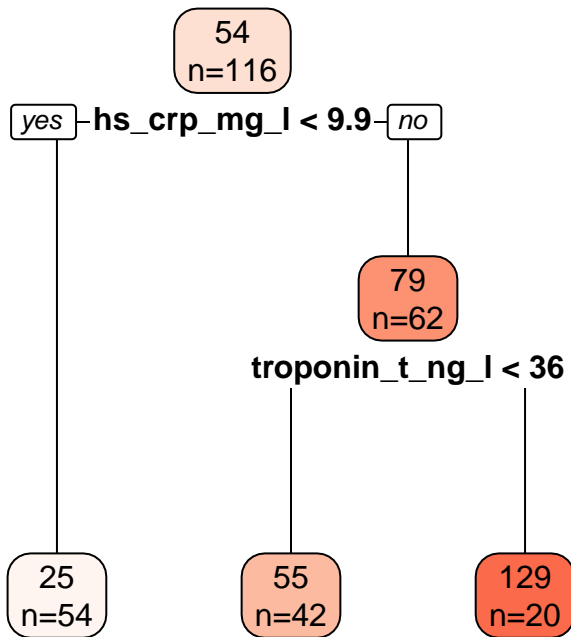 54
n=116
yes hs_crp_mg_l < 9.9 no
79
n=62
troponin_t_ng_l < 36
25
n=54
55
n=42
129
n=20